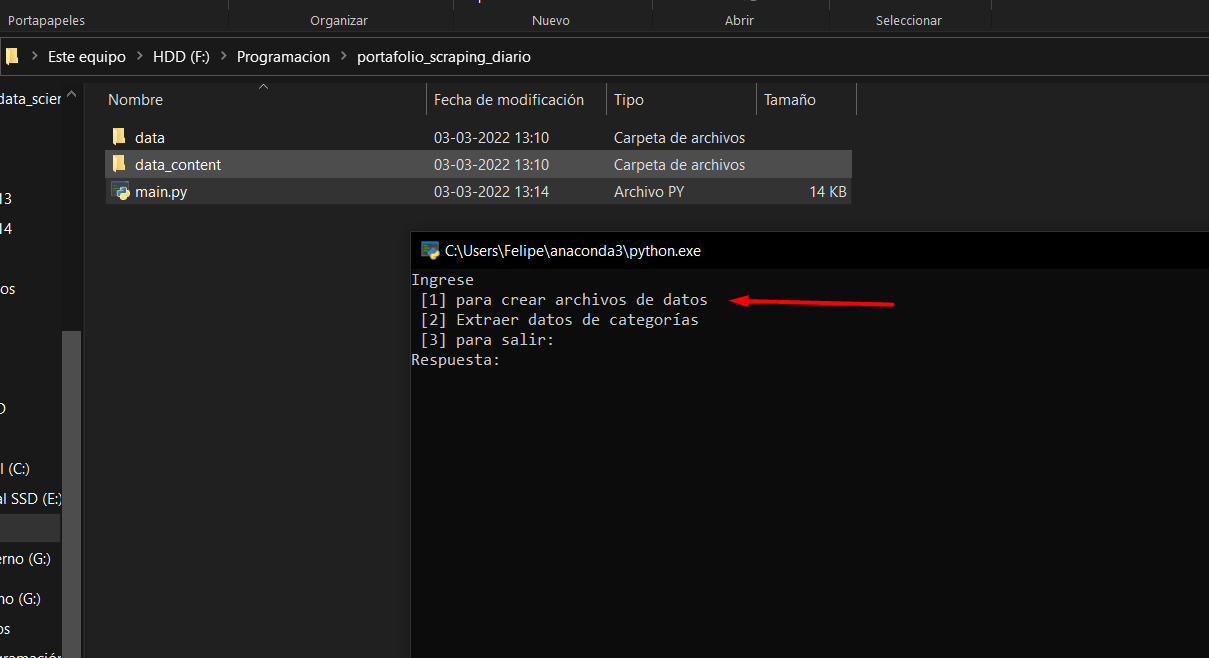 Portapapeles Organizar Nuevo Abrir Seleccionar
Este equipo > HDD (F:) > Programacion > portafolio_scraping_diario
Nombre Fecha de modificación Tipo Tamaño
data 03-03-2022 13:10 Carpeta de archivos
data_content 03-03-2022 13:10 Carpeta de archivos
main.py 03-03-2022 13:14 Archivo PY 14 KB
data_scien
13
14
os
(C:)
al SSD (E:)
erno (G:)
no (G:)
os
C:\Users\Felipe\anaconda3\python.exe
Ingrese
[1] para crear archivos de datos
[2] Extraer datos de categorías
[3] para salir:
Respuesta: